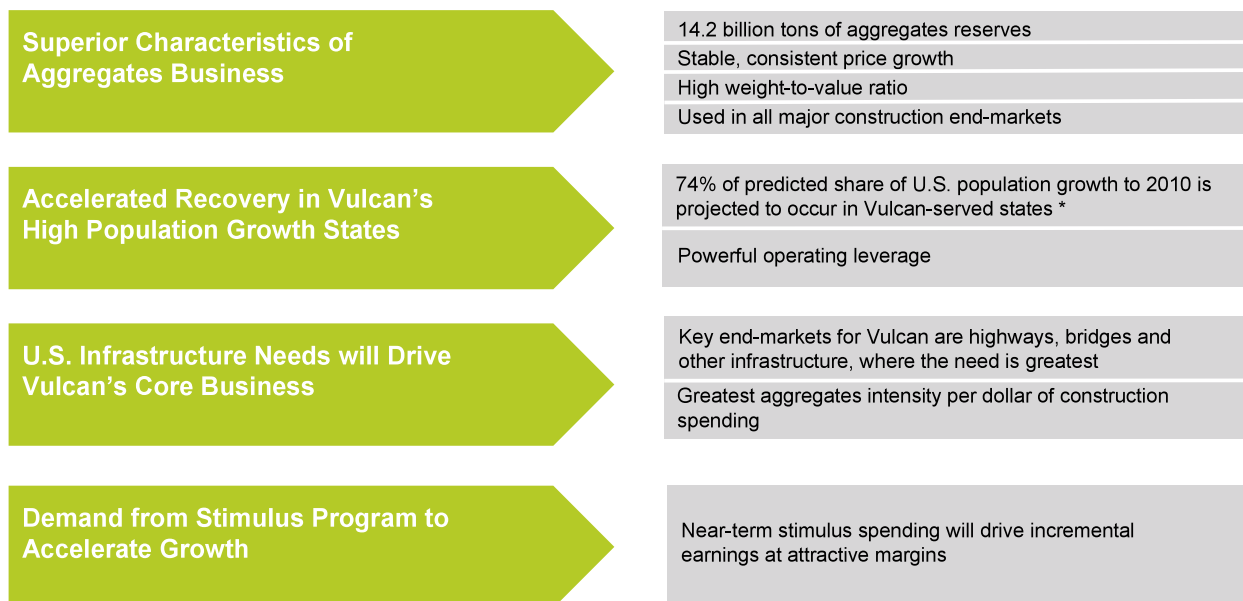 Superior Characteristics of
Aggregates Business
14.2 billion tons of aggregates reserves
Stable, consistent price growth
High weight-to-value ratio
Used in all major construction end-markets
Accelerated Recovery in Vulcan’s
High Population Growth States
74% of predicted share of U.S. population growth to 2010 is
projected to occur in Vulcan-served states *
Powerful operating leverage
U.S. Infrastructure Needs will Drive
Vulcan’s Core Business
Key end-markets for Vulcan are highways, bridges and
other infrastructure, where the need is greatest
Greatest aggregates intensity per dollar of construction
spending
Demand from Stimulus Program to
Accelerate Growth
Near-term stimulus spending will drive incremental
earnings at attractive margins